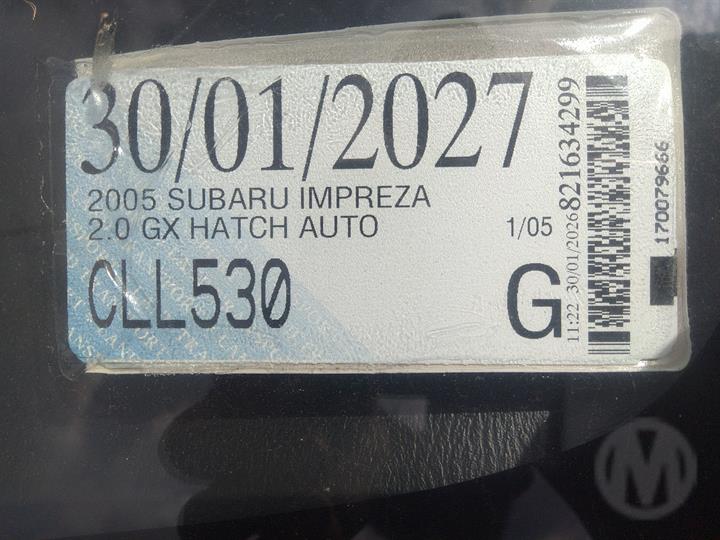 30/01/2027
2005 SUBARU IMPREZA
2.0 GX HATCH AUTO 1/05
CLL530 G
11:22 30/01/2026 821634299
170079666
M